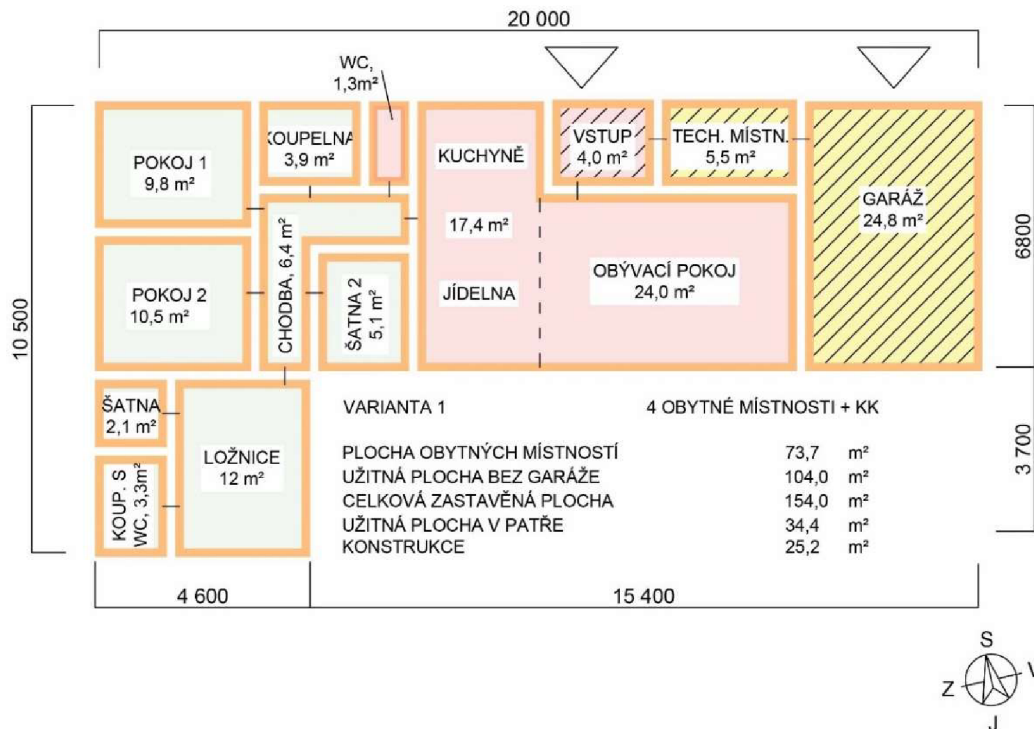 20 000
WC,
1,3m²
POKOJ 1
9,8 m²
KOUPELNA
3,9 m²
KUCHYNĚ
17,4 m²
JÍDELNA
VSTUP
4,0 m²
TECH. MÍSTN.
5,5 m²
GARÁŽ.
24,8 m²
6800
10 500
POKOJ 2
10,5 m²
CHODBA, 6,4 m²
ŠATNA 2
5,1 m²
OBÝVACÍ POKOJ
24,0 m²
ŠATNA
2,1 m²
LOŽNICE
12 m²
KOUP. S
WC, 3,3m²
VARIANTA 1 4 OBYTNÉ MÍSTNOSTI + KK
PLOCHA OBYTNÝCH MÍSTNOSTÍ 73,7 m²
UŽITNÁ PLOCHA BEZ GARÁŽE 104,0 m²
CELKOVÁ ZASTAVĚNÁ PLOCHA 154,0 m²
UŽITNÁ PLOCHA V PATŘE 34,4 m²
KONSTRUKCE 25,2 m²
3 700
4 600
15 400
S
Z
V
J